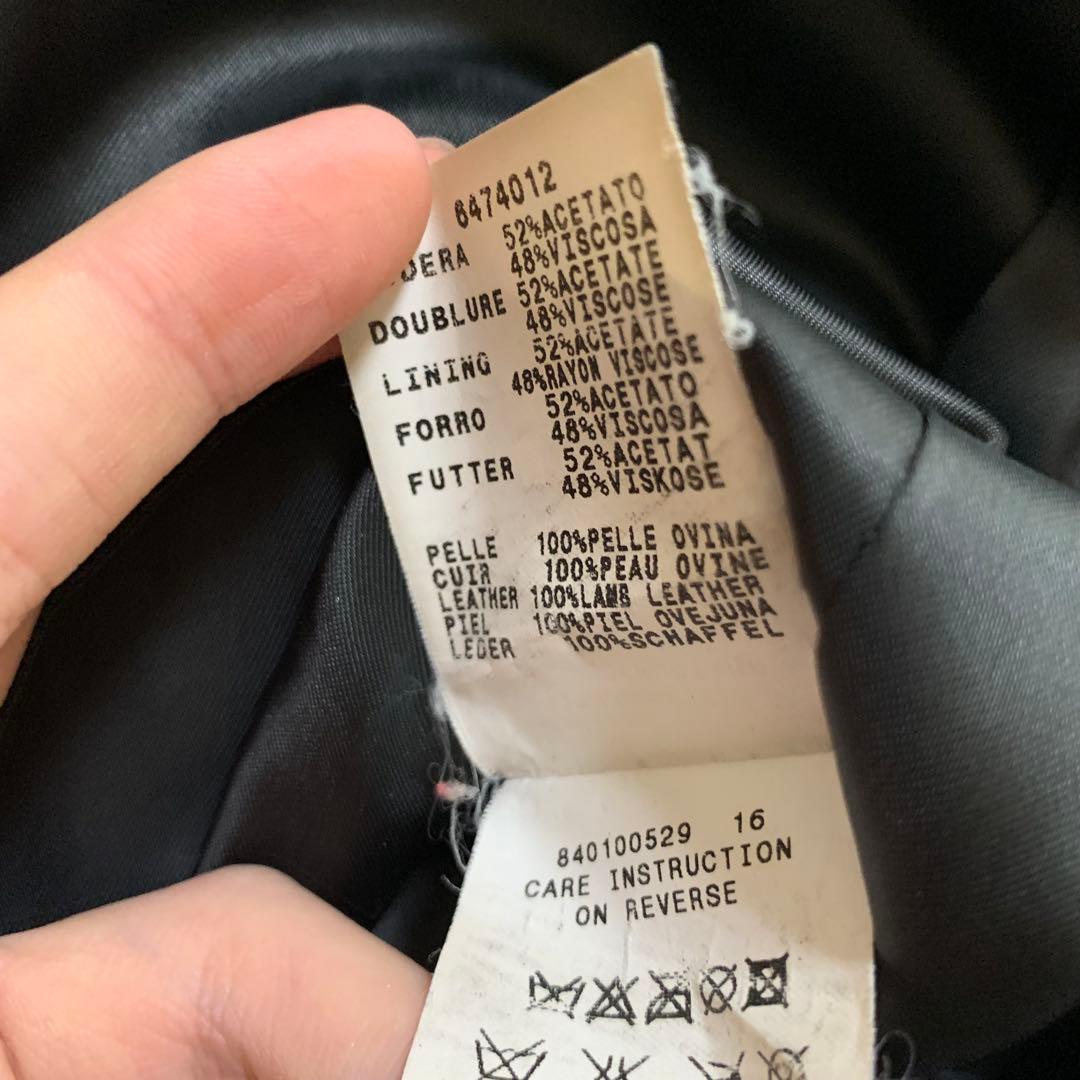 6474012
52%ACETATO
DERA 48%VISCOSA
52%ACETATE
DOUBLURE 48%VISCOSE
52%ACETATE
LINING 48%RAYON VISCOSE
52%ACETATO
FORRO 48%VISCOSA
52%ACETAT
FUTTER 48%VISKOSE
PELLE 100%PELLE OVINA
CUIR 100%PEAU OVINE
LEATHER 100%LAMB LEATHER
PIEL 100%PIEL OVEJUNA
LEDER 100%SCHAFFEL
840100529 16
CARE INSTRUCTION
ON REVERSE